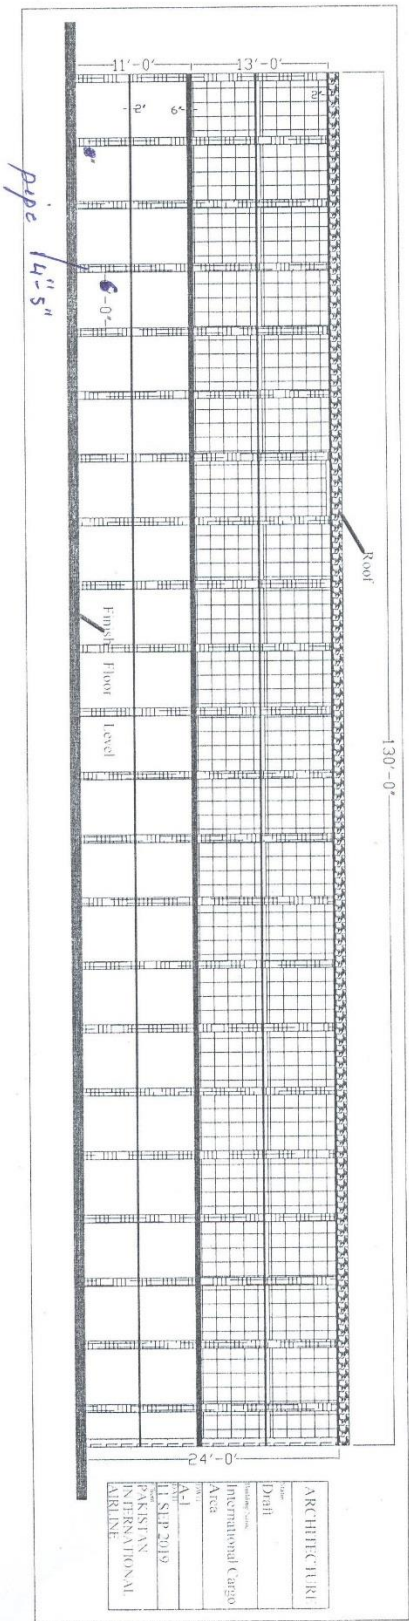 130'-0"
Roof
13'-0"
11'-0"
2"
6"
2"
6-0"
24'-0"
Finish Floor Level
pipe 14"-5"
ARCHITECTURE
Draft
International Cargo
Area
A-1
11 SEP 2019
PAKISTAN
INTERNATIONAL
AIRLINE